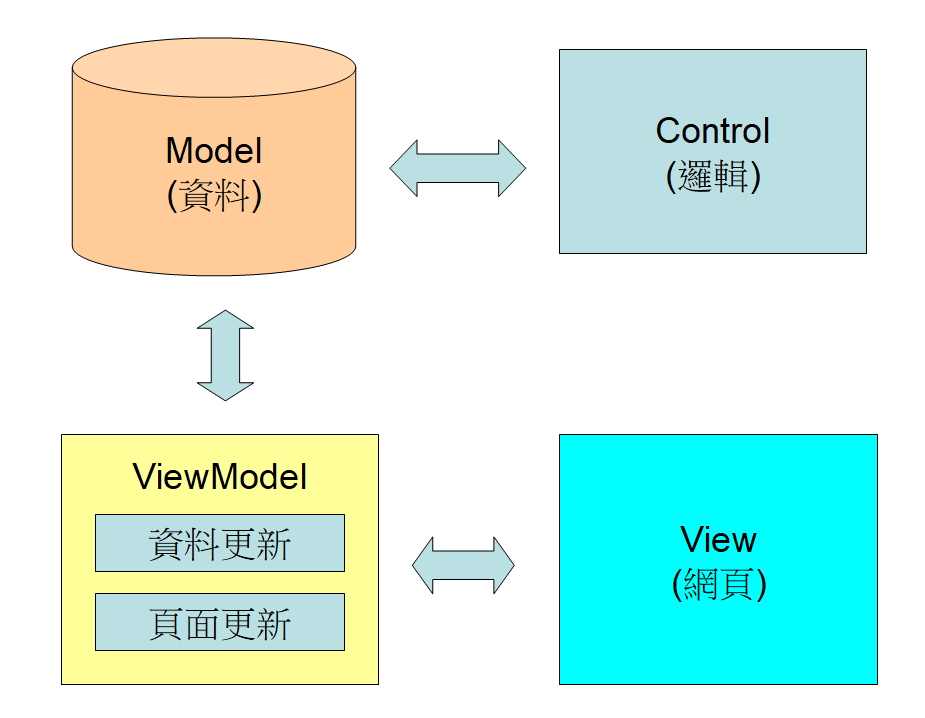 Model
(資料)
Control
(邏輯)
ViewModel
資料更新
頁面更新
View
(網頁)